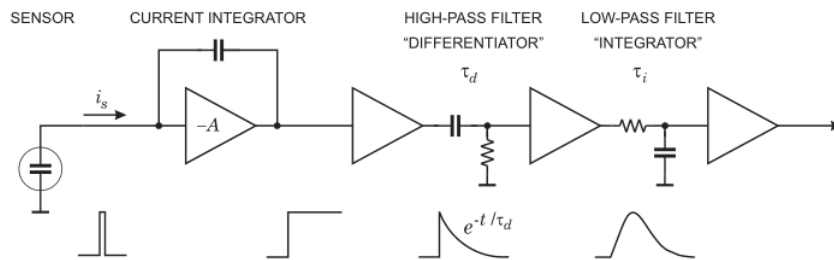 SENSOR
CURRENT INTEGRATOR
HIGH-PASS FILTER
“DIFFERENTIATOR”
LOW-PASS FILTER
“INTEGRATOR”
τd
τi
is
–A
e-t /τd